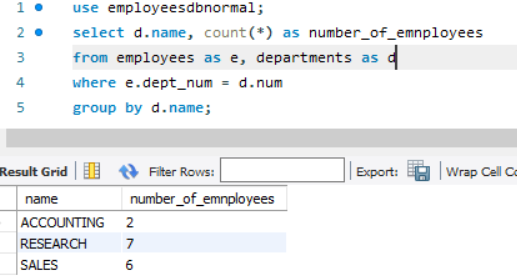 1 use employeesdbnormal;
2 select d.name, count(*) as number_of_emnployees
3 from employees as e, departments as d
4 where e.dept_num = d.num
5 group by d.name;
Result Grid Filter Rows: Export: Wrap Cell Co
name number_of_emnployees
ACCOUNTING 2
RESEARCH 7
SALES 6